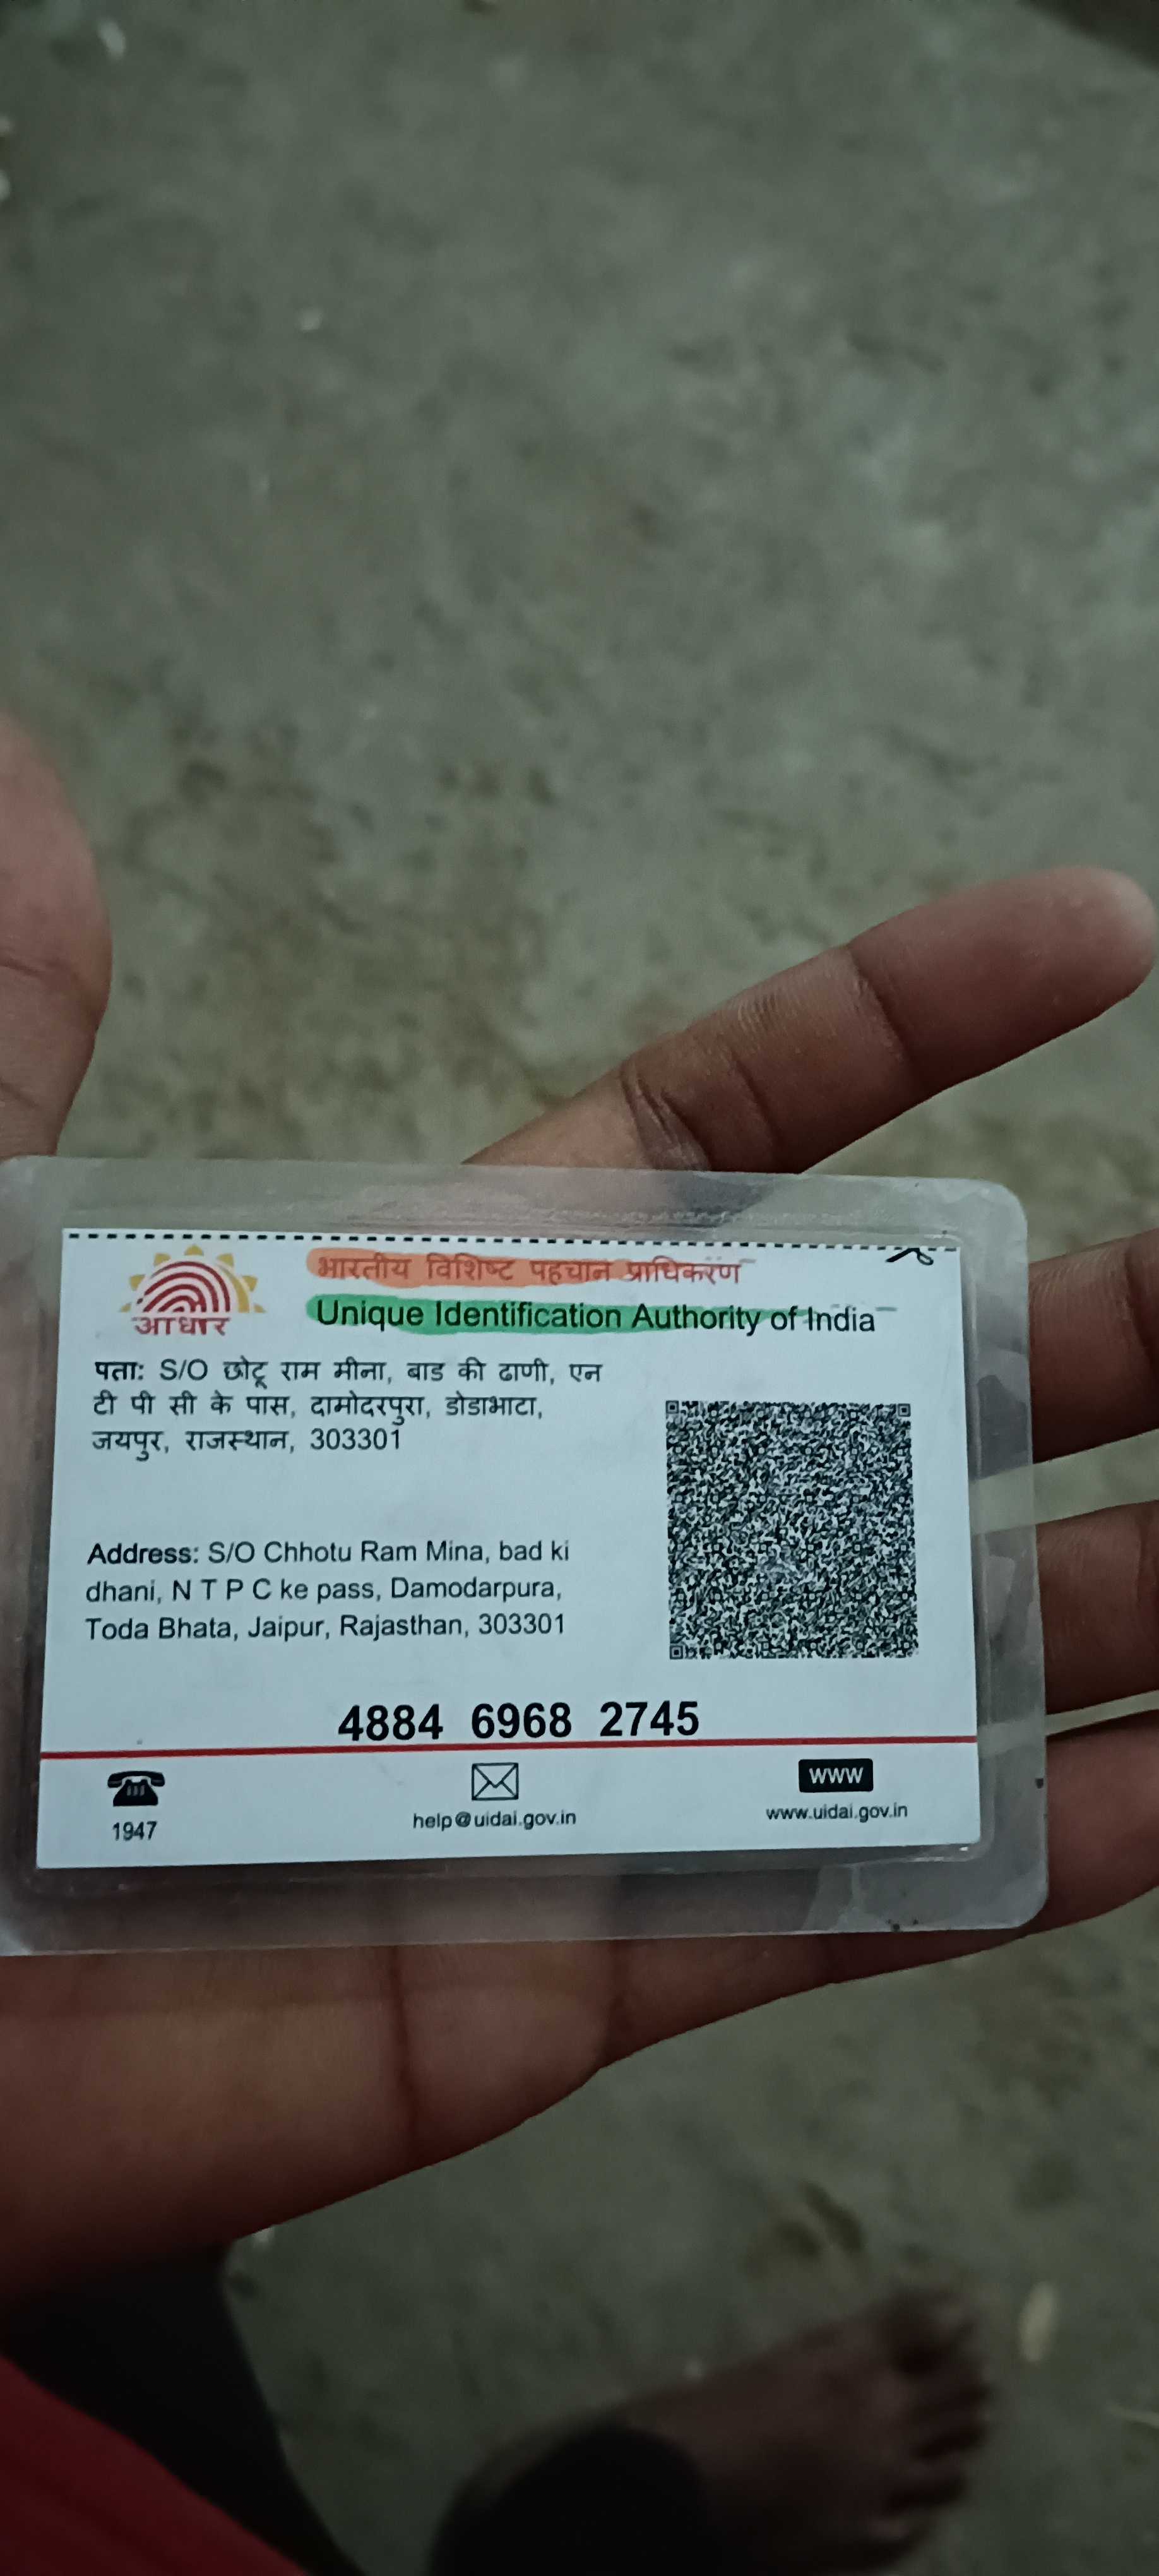 भारतीय विशिष्ट पहचान प्राधिकरण
Unique Identification Authority of India
आधार
पता: S/O छोटू राम मीना, बाड की ढाणी, एन
टी पी सी के पास, दामोदरपुरा, डोडाभाटा,
जयपुर, राजस्थान, 303301
Address: S/O Chhotu Ram Mina, bad ki
dhani, N T P C ke pass, Damodarpura,
Toda Bhata, Jaipur, Rajasthan, 303301
4884 6968 2745
1947
help@uidai.gov.in
WWW
www.uidai.gov.in